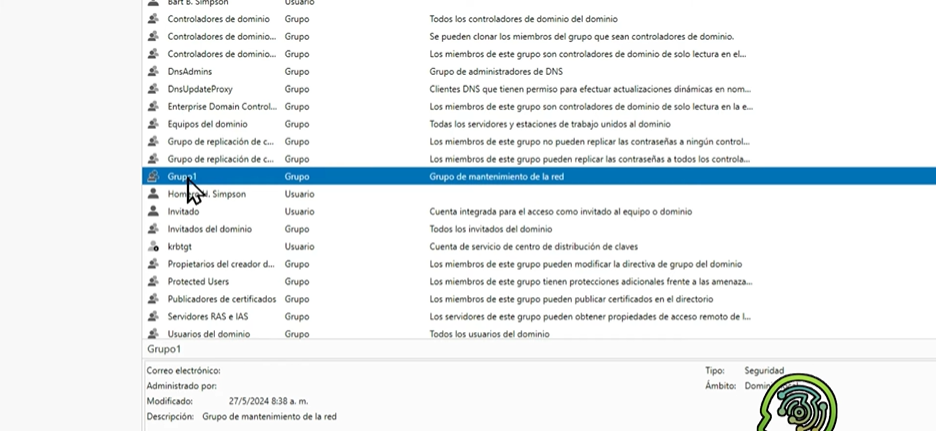 Bart B. Simpson Usuario
Controladores de dominio Grupo Todos los controladores de dominio del dominio
Controladores de dominio... Grupo Se pueden clonar los miembros del grupo que sean controladores de dominio.
Controladores de dominio... Grupo Los miembros de este grupo son controladores de dominio de solo lectura en el...
DnsAdmins Grupo Grupo de administradores de DNS
DnsUpdateProxy Grupo Clientes DNS que tienen permiso para efectuar actualizaciones dinámicas en nom...
Enterprise Domain Control... Grupo Los miembros de este grupo son controladores de dominio de solo lectura en la e...
Equipos del dominio Grupo Todas los servidores y estaciones de trabajo unidos al dominio
Grupo de replicación de c... Grupo Los miembros de este grupo no pueden replicar las contraseñas a ningún control...
Grupo de replicación de c... Grupo Los miembros de este grupo pueden replicar las contraseñas a todos los controla...
Grupo1 Grupo Grupo de mantenimiento de la red
Simpson Usuario
Invitado Usuario Cuenta integrada para el acceso como invitado al equipo o dominio
Invitados del dominio Grupo Todos los invitados del dominio
krbtgt Usuario Cuenta de servicio de centro de distribución de claves
Propietarios del creador d... Grupo Los miembros de este grupo pueden modificar la directiva de grupo del dominio
Protected Users Grupo Los miembros de este grupo tienen protecciones adicionales frente a las amenaza...
Publicadores de certificados Grupo Los miembros de este grupo pueden publicar certificados en el directorio
Servidores RAS e IAS Grupo Los servidores de este grupo pueden obtener propiedades de acceso remoto de l...
Usuarios del dominio Grupo Todos los usuarios del dominio
Grupo1
Correo electrónico: Tipo: Seguridad
Administrado por: Ámbito:
Modificado: 27/5/2024 8:38 a. m.
Descripción: Grupo de mantenimiento de la red